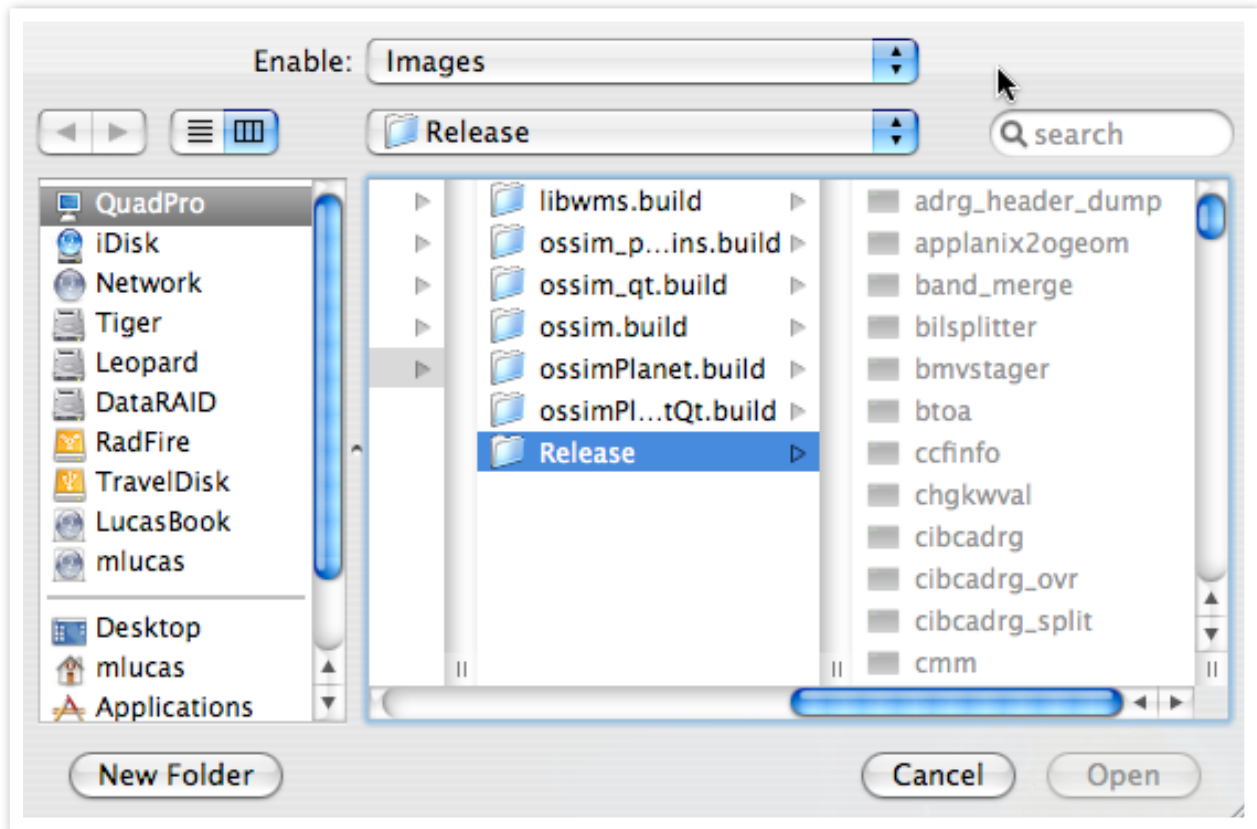 Enable: Images
Release
search
QuadPro
iDisk
Network
Tiger
Leopard
DataRAID
RadFire
TravelDisk
LucasBook
mlucas
Desktop
mlucas
Applications
libwms.build
ossim_p...ins.build
ossim_qt.build
ossim.build
ossimPlanet.build
ossimPl...tQt.build
Release
adrg_header_dump
applanix2ogeom
band_merge
bilsplitter
bmvstager
btoa
ccfinfo
chgkwval
cibcadrg
cibcadrg_ovr
cibcadrg_split
cmm
New Folder
Cancel
Open